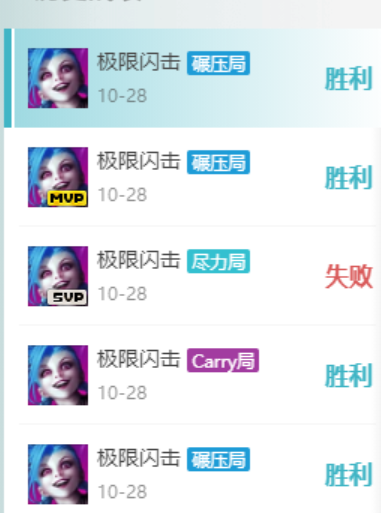 极限闪击 碾压局
胜利
10-28
极限闪击 碾压局
胜利
MVP
10-28
极限闪击 尽力局
失败
SVP
10-28
极限闪击 Carry局
胜利
10-28
极限闪击 碾压局
胜利
10-28